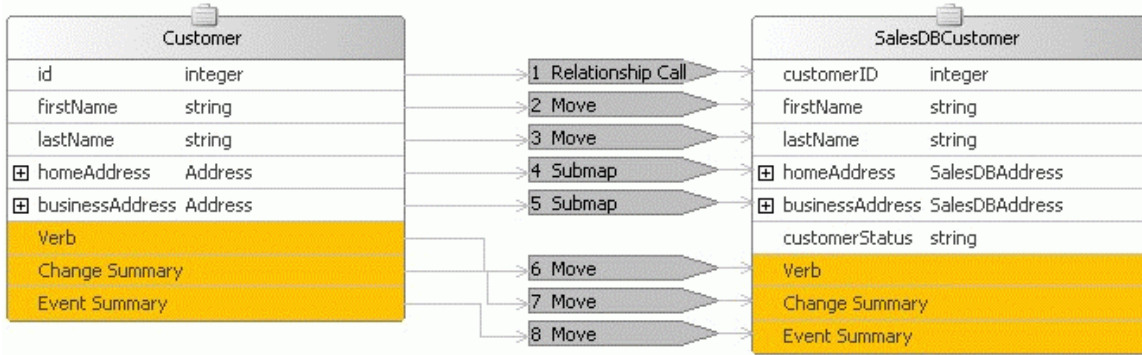 Customer
id integer
firstName string
lastName string
homeAddress Address
businessAddress Address
Verb
Change Summary
Event Summary
1 Relationship Call
2 Move
3 Move
4 Submap
5 Submap
6 Move
7 Move
8 Move
SalesDBCustomer
customerID integer
firstName string
lastName string
homeAddress SalesDBAddress
businessAddress SalesDBAddress
customerStatus string
Verb
Change Summary
Event Summary